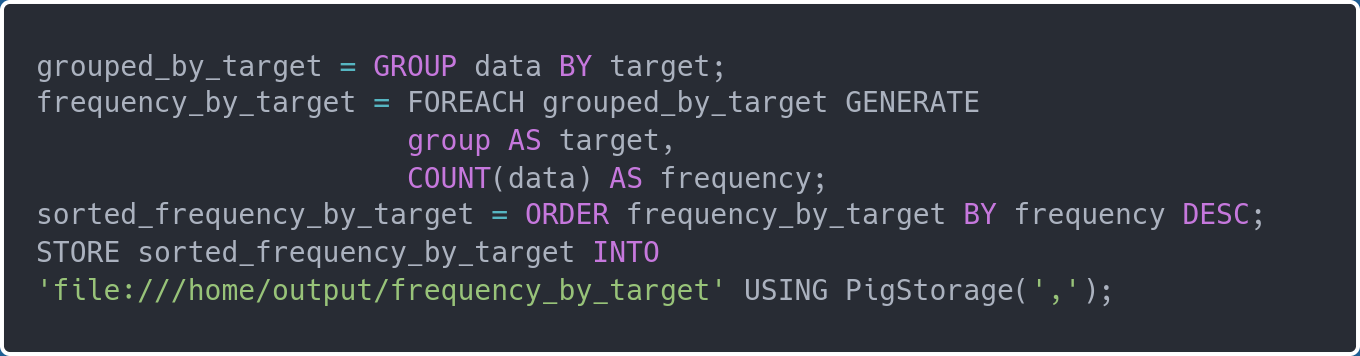 grouped_by_target = GROUP data BY target;
frequency_by_target = FOREACH grouped_by_target GENERATE
group AS target,
COUNT(data) AS frequency;
sorted_frequency_by_target = ORDER frequency_by_target BY frequency DESC;
STORE sorted_frequency_by_target INTO
'file:///home/output/frequency_by_target' USING PigStorage(',');